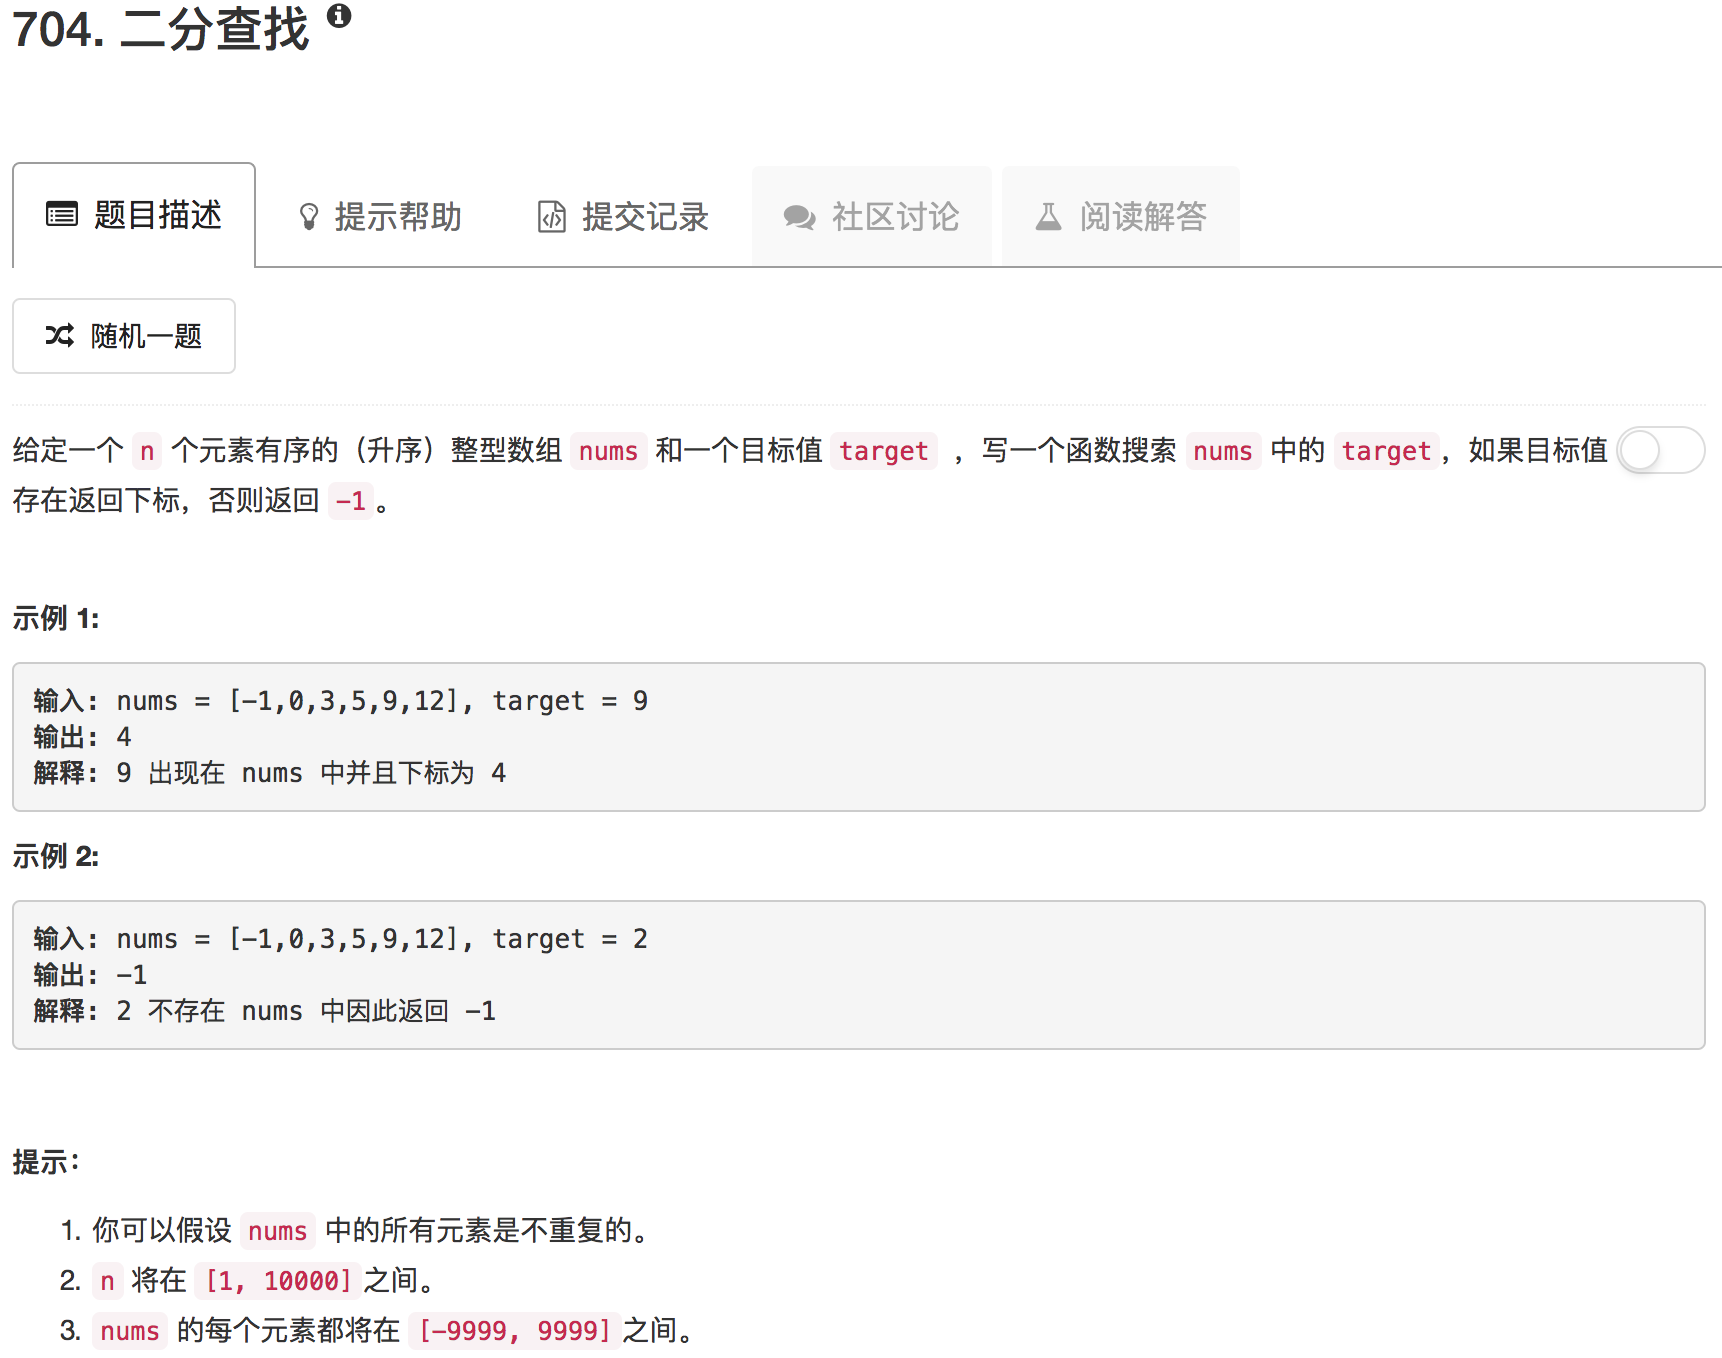 704. 二分查找
题目描述 提示帮助 提交记录 社区讨论 阅读解答
随机一题
给定一个 n 个元素有序的（升序）整型数组 nums 和一个目标值 target ，写一个函数搜索 nums 中的 target，如果目标值
存在返回下标，否则返回 -1。
示例 1:
输入: nums = [-1,0,3,5,9,12], target = 9
输出: 4
解释: 9 出现在 nums 中并且下标为 4
示例 2:
输入: nums = [-1,0,3,5,9,12], target = 2
输出: -1
解释: 2 不存在 nums 中因此返回 -1
提示：
1. 你可以假设 nums 中的所有元素是不重复的。
2. n 将在 [1, 10000]之间。
3. nums 的每个元素都将在 [-9999, 9999]之间。